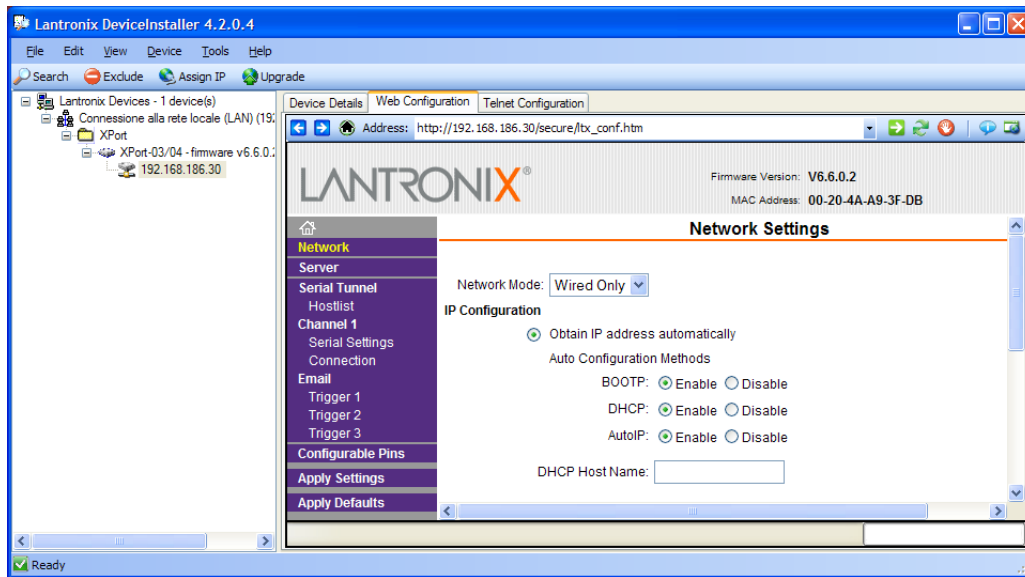 Lantronix DeviceInstaller 4.2.0.4
File Edit View Device Tools Help
Search Exclude Assign IP Upgrade
Lantronix Devices - 1 device(s)
Connessione alla rete locale (LAN) (192
XPort
XPort-03/04 - firmware v6.6.0.2
192.168.186.30
Device Details Web Configuration Telnet Configuration
Address: http://192.168.186.30/secure/ltx_conf.htm
LANTRONIX®
Firmware Version: V6.6.0.2
MAC Address: 00-20-4A-A9-3F-DB
Network
Server
Serial Tunnel
Hostlist
Channel 1
Serial Settings
Connection
Email
Trigger 1
Trigger 2
Trigger 3
Configurable Pins
Apply Settings
Apply Defaults
Network Settings
Network Mode: Wired Only
IP Configuration
Obtain IP address automatically
Auto Configuration Methods
BOOTP: Enable Disable
DHCP: Enable Disable
AutoIP: Enable Disable
DHCP Host Name:
Ready